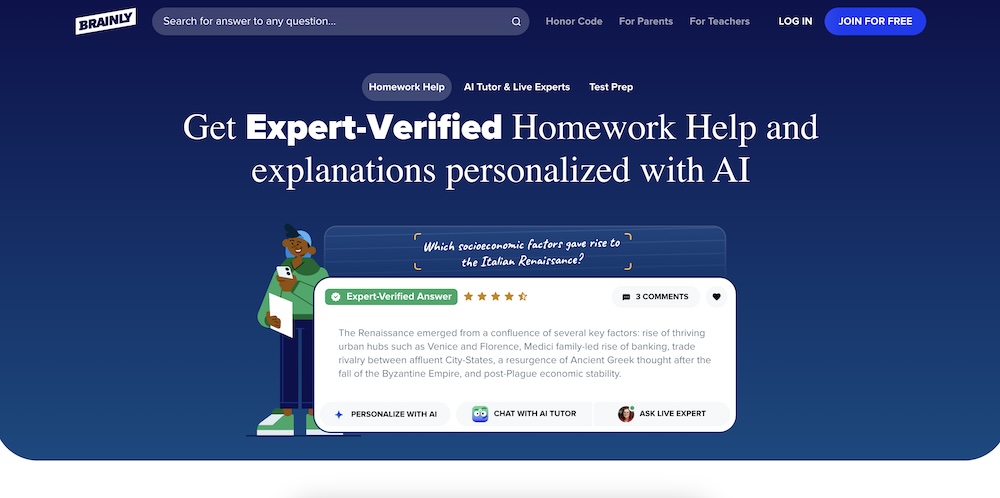 BRAINLY
Search for answer to any question...
Honor Code
For Parents
For Teachers
LOG IN
JOIN FOR FREE
Homework Help
AI Tutor & Live Experts
Test Prep
Get Expert-Verified Homework Help and
explanations personalized with AI
Which socioeconomic factors gave rise to
the Italian Renaissance?
Expert-Verified Answer
3 COMMENTS
The Renaissance emerged from a confluence of several key factors: rise of thriving
urban hubs such as Venice and Florence, Medici family-led rise of banking, trade
rivalry between affluent City-States, a resurgence of Ancient Greek thought after the
fall of the Byzantine Empire, and post-Plague economic stability.
PERSONALIZE WITH AI
CHAT WITH AI TUTOR
ASK LIVE EXPERT